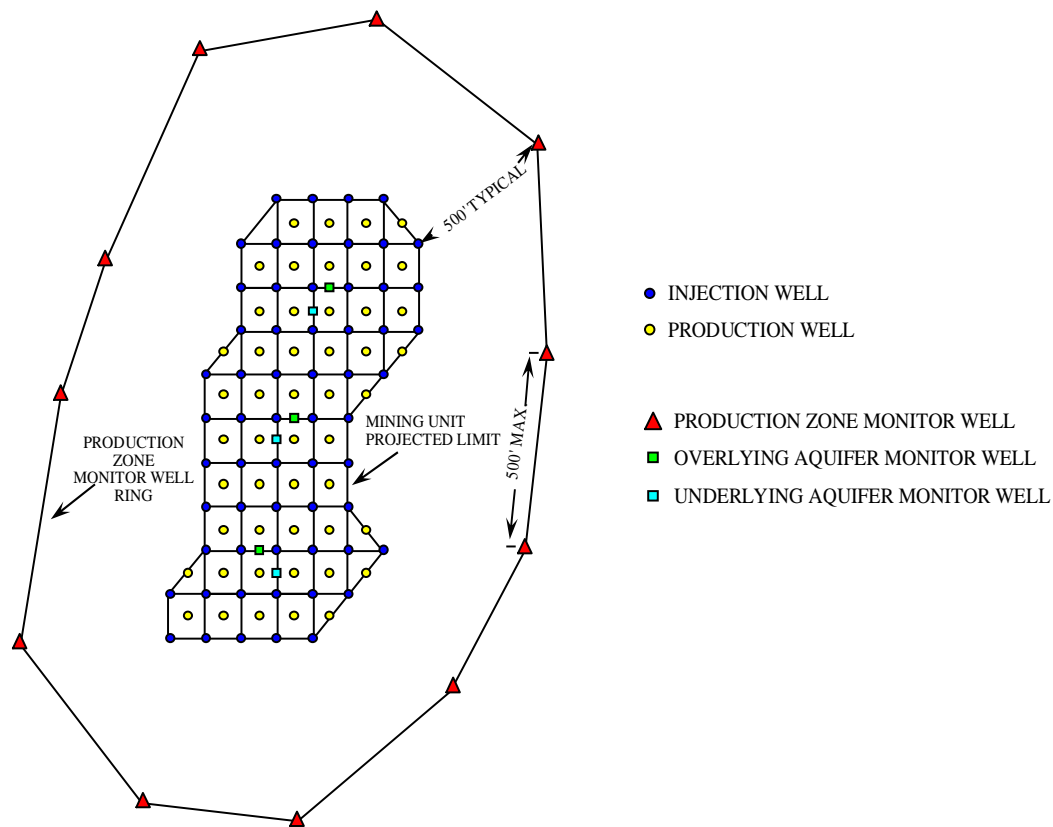 500' TYPICAL
INJECTION WELL
PRODUCTION WELL
500' MAX
MINING UNIT
PROJECTED LIMIT
PRODUCTION ZONE MONITOR WELL
OVERLYING AQUIFER MONITOR WELL
UNDERLYING AQUIFER MONITOR WELL
PRODUCTION
ZONE
MONITOR WELL
RING